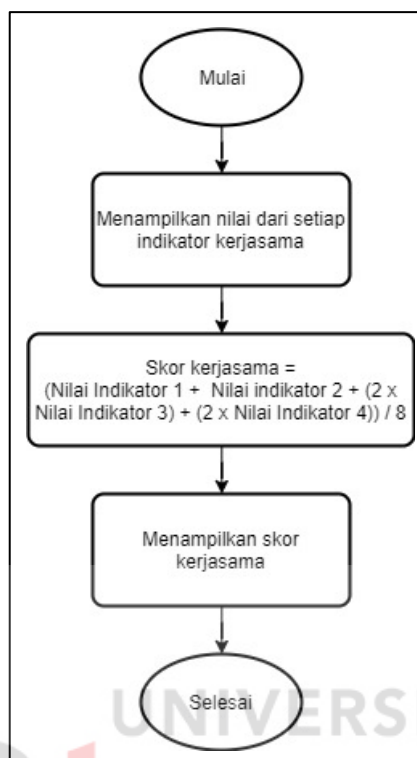 Mulai
Menampilkan nilai dari setiap
indikator kerjasama
Skor kerjasama =
(Nilai Indikator 1 + Nilai indikator 2 + (2 x
Nilai Indikator 3) + (2 x Nilai Indikator 4)) / 8
Menampilkan skor
kerjasama
Selesai
UNIVERS